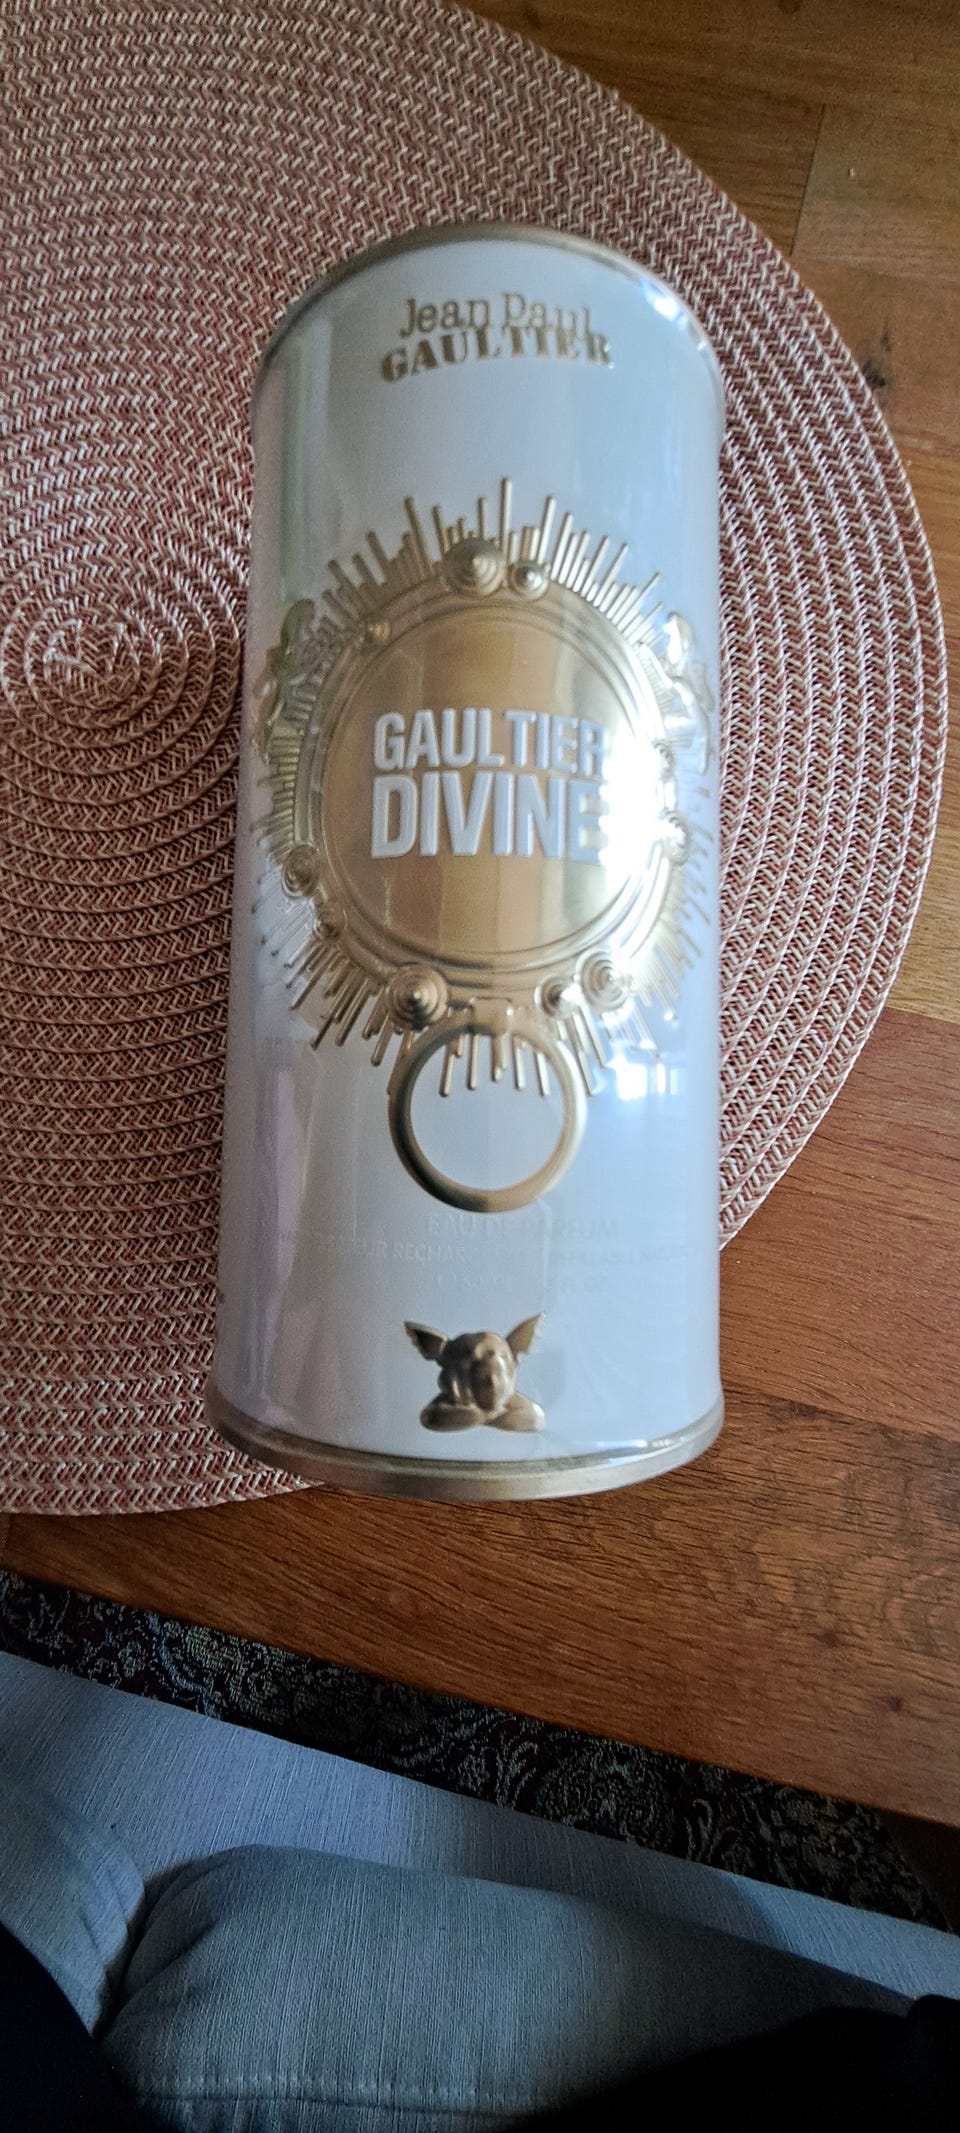 Jean Paul
GAULTIER
GAULTIER
DIVINE
EAU DE PARFUM